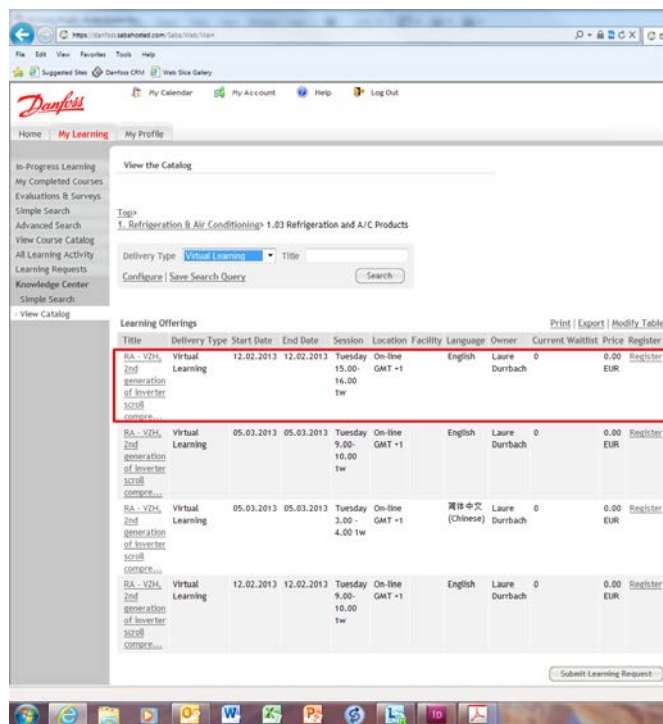 https://danfoss.sabahosted.com/Saba/Web/Main
File Edit View Favorites Tools Help
Suggested Sites Danfoss CRM Web Slice Gallery
Danfoss
My Calendar My Account Help Log Out
Home My Learning My Profile
In-Progress Learning
My Completed Courses
Evaluations & Surveys
Simple Search
Advanced Search
View Course Catalog
All Learning Activity
Learning Requests
Knowledge Center
Simple Search
View Catalog
View the Catalog
Top>
1. Refrigeration & Air Conditioning> 1.03 Refrigeration and A/C Products
Delivery Type Virtual Learning Title
Configure | Save Search Query Search
Learning Offerings Print | Export | Modify Table
Title Delivery Type Start Date End Date Session Location Facility Language Owner Current Waitlist Price Register
RA - VZH, Virtual 12.02.2013 12.02.2013 Tuesday On-line English Laure 0 0.00 Register
2nd Learning 15.00- GMT +1 Durrbach EUR
generation 16.00
of inverter 1w
scroll
compre...
RA - VZH, Virtual 05.03.2013 05.03.2013 Tuesday On-line English Laure 0 0.00 Register
2nd Learning 9.00- GMT +1 Durrbach EUR
generation 10.00
of inverter 1w
scroll
compre...
RA - VZH, Virtual 05.03.2013 05.03.2013 Tuesday On-line 简体中文 Laure 0 0.00 Register
2nd Learning 3.00 - GMT +1 (Chinese) Durrbach EUR
generation 4.00 1w
of inverter
scroll
compre...
RA - VZH, Virtual 12.02.2013 12.02.2013 Tuesday On-line English Laure 0 0.00 Register
2nd Learning 9.00- GMT +1 Durrbach EUR
generation 10.00
of inverter 1w
scroll
compre...
Submit Learning Request